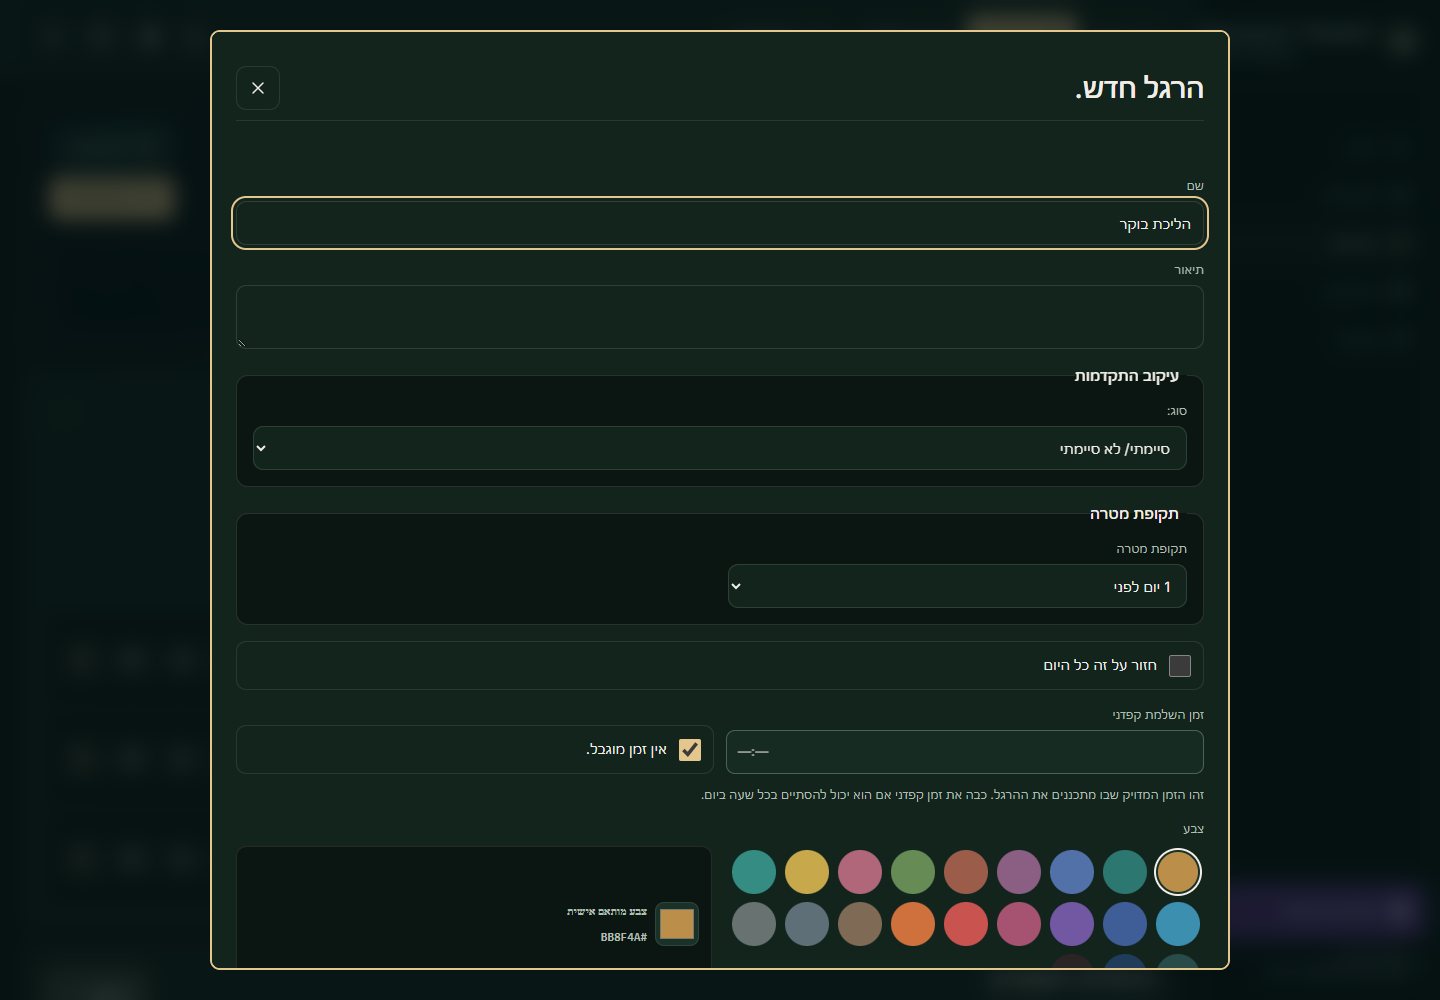 הרגל חדש.
שם
הליכת בוקר
תיאור
עיקוב התקדמות
סוג:
סיימתי/ לא סיימתי
תקופת מטרה
תקופת מטרה
1 יום לפני
חזור על זה כל היום
זמן השלמת קפדני
--:--
אין זמן מוגבל.
זהו הזמן המדויק שבו מתכננים את ההרגל. כבה את זמן קפדני אם הוא יכול להסתיים בכל שעה ביום.
צבע
צבע מותאם אישית
BB8F4A#